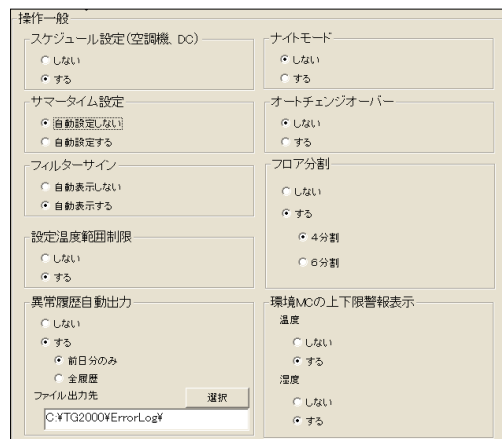 操作一般
スケジュール設定(空調機、DC)
しない
する
サマータイム設定
自動設定しない
自動設定する
フィルターサイン
自動表示しない
自動表示する
設定温度範囲制限
しない
する
異常履歴自動出力
しない
する
前日分のみ
全履歴
ファイル出力先
選択
C:¥TG2000¥ErrorLog¥
ナイトモード
しない
する
オートチェンジオーバー
しない
する
フロア分割
しない
する
4分割
6分割
環境MCの上下限警報表示
温度
しない
する
湿度
しない
する